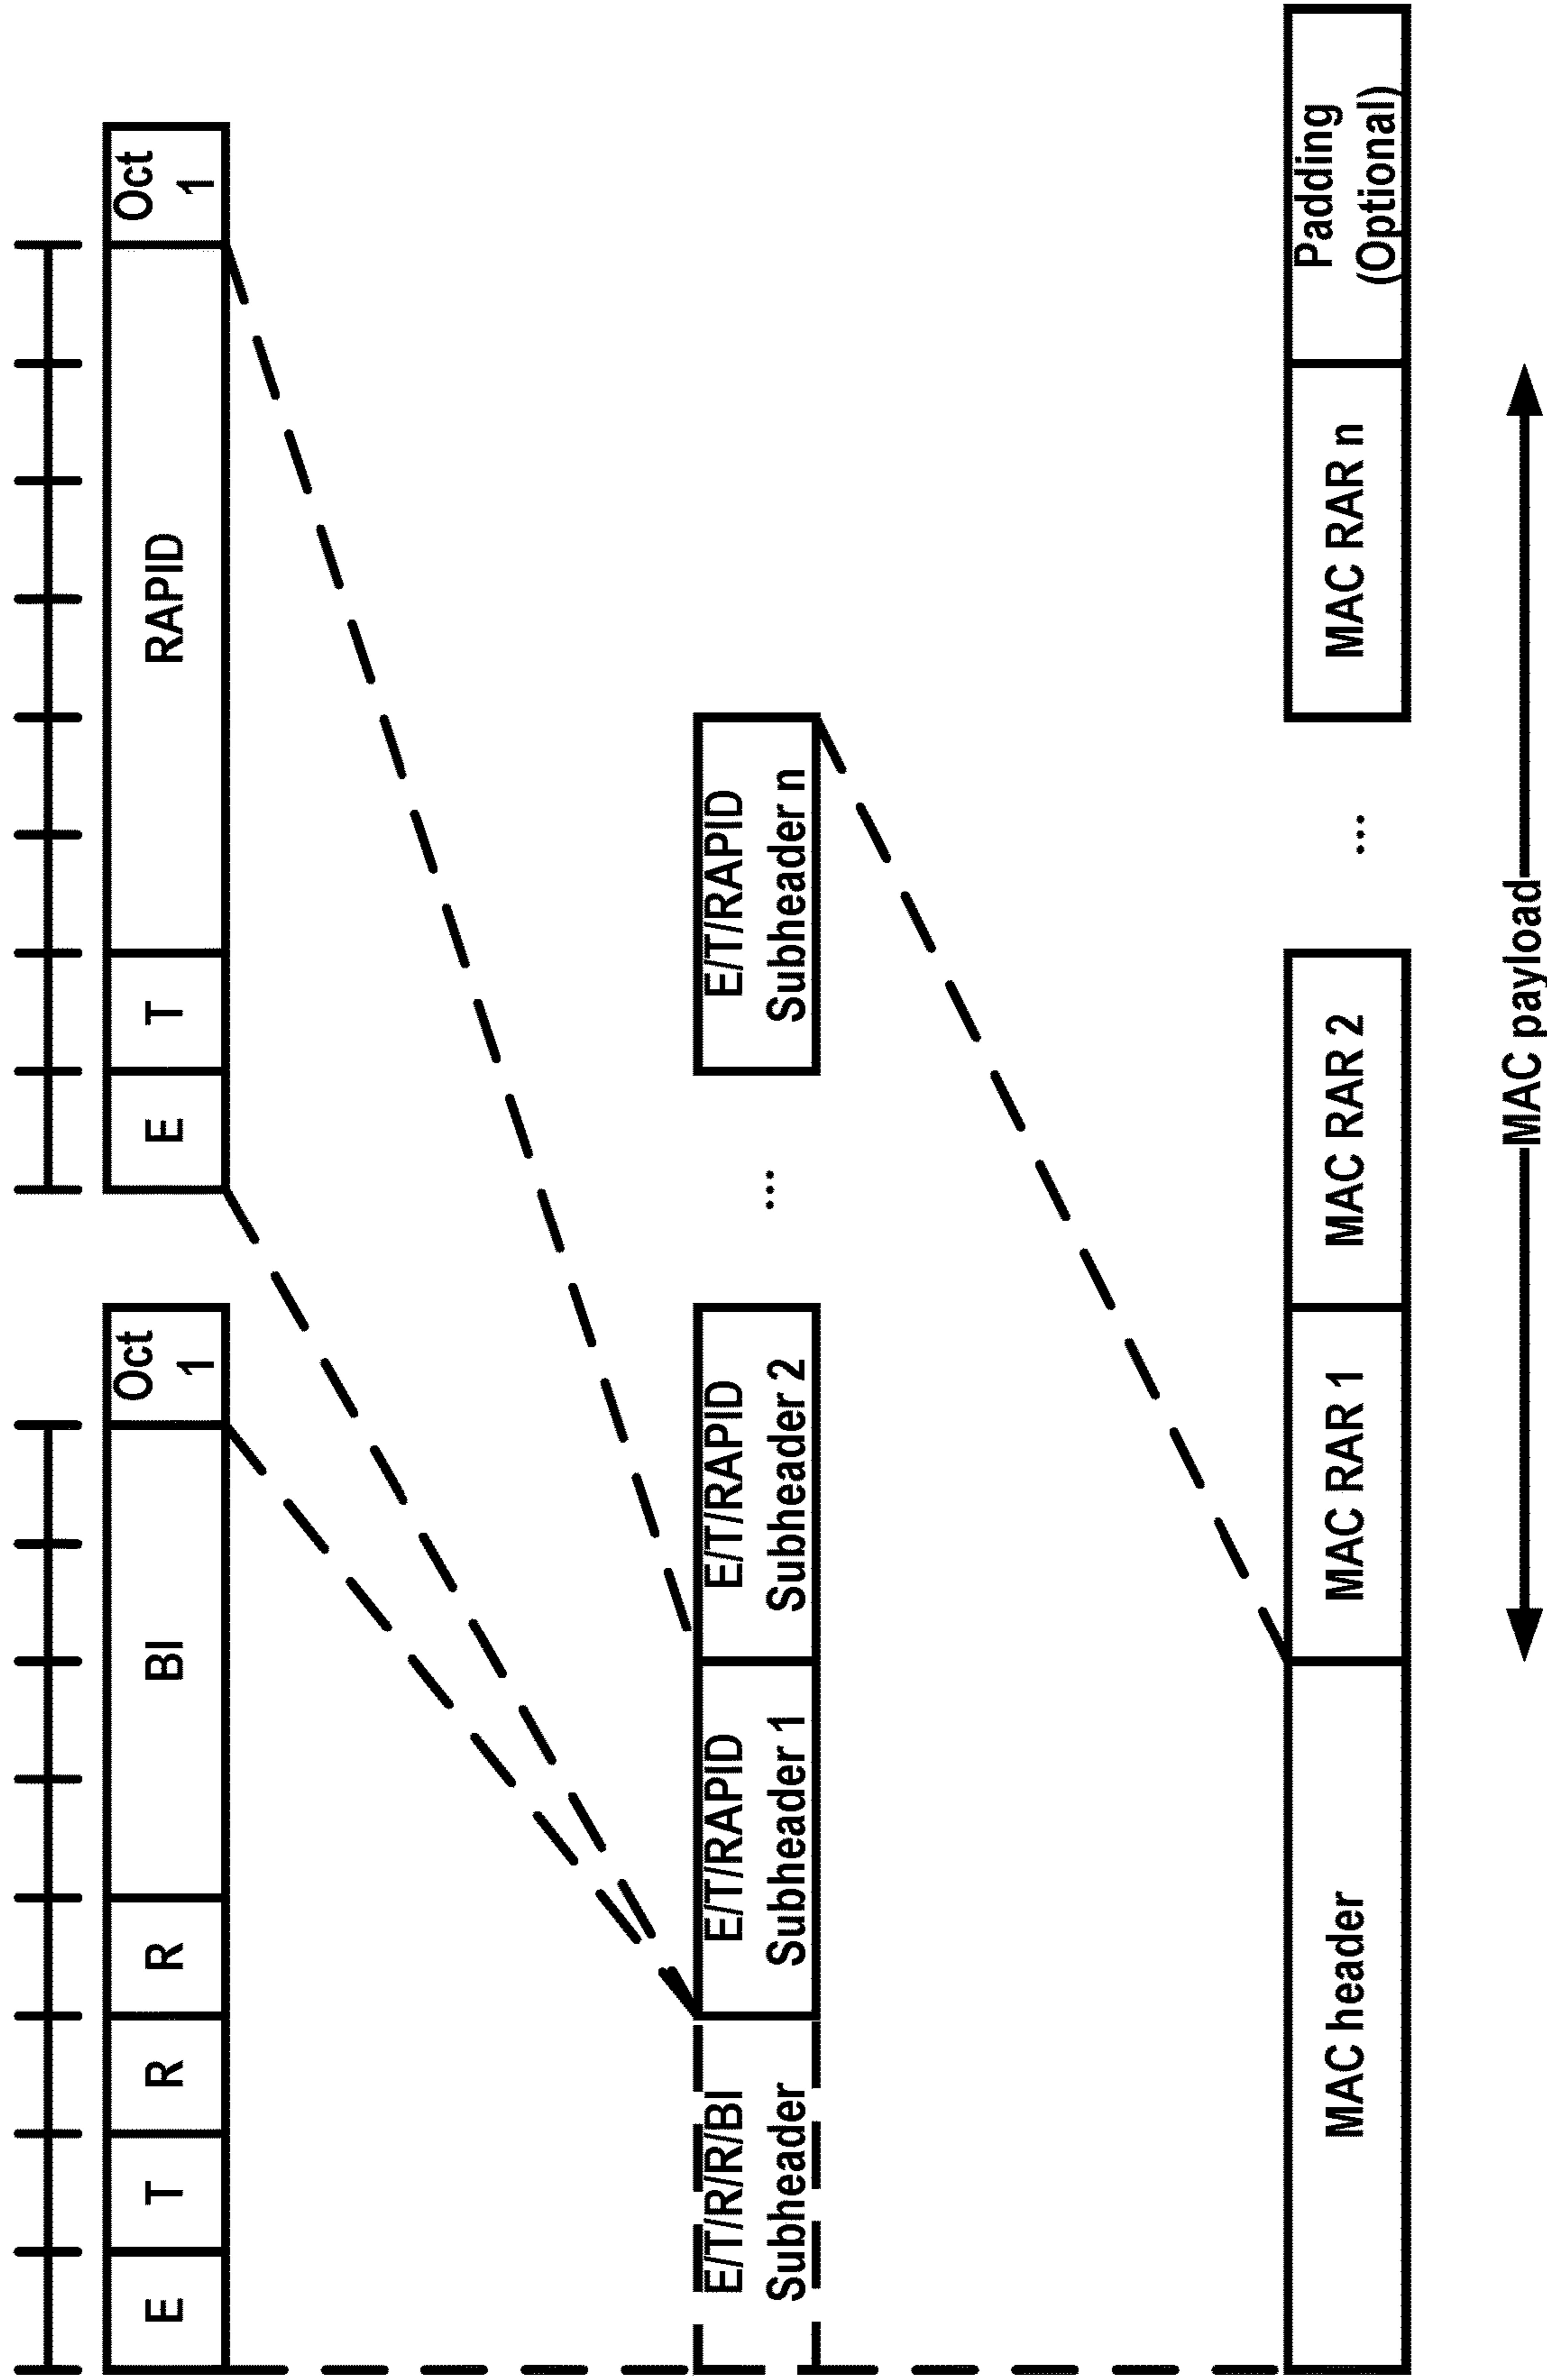 E T R R BI Oct
1
E T RAPID Oct
1
E/T/R/R/BI
Subheader
E/T/RAPID
Subheader 1
E/T/RAPID
Subheader 2
...
E/T/RAPID
Subheader n
MAC header
MAC RAR 1
MAC RAR 2
...
MAC RAR n
Padding
(Optional)
MAC payload